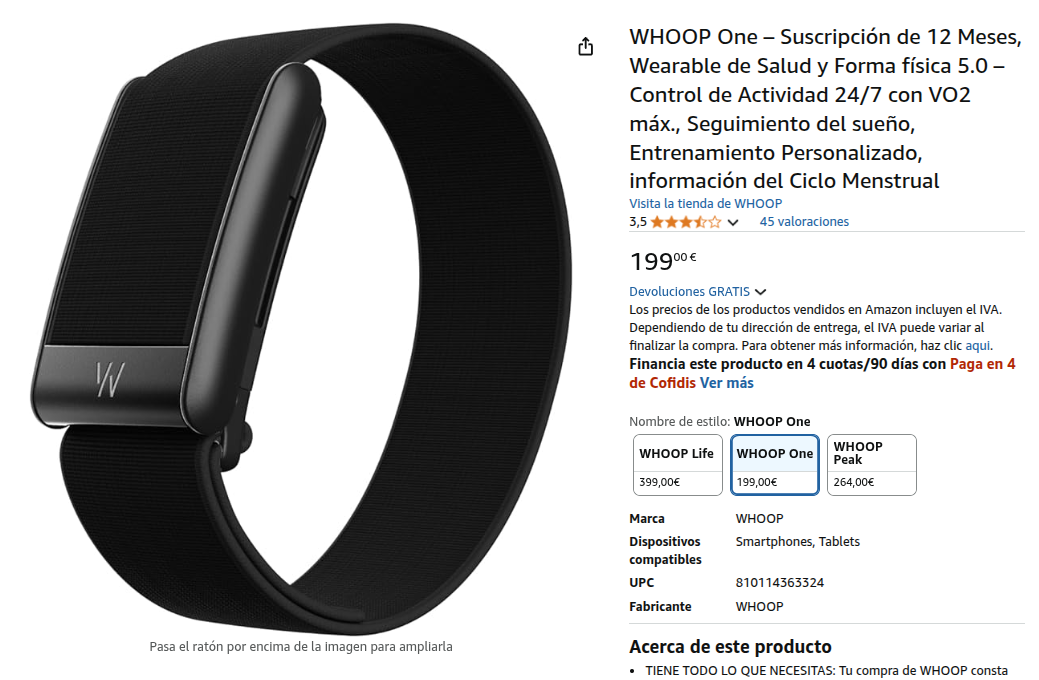 WHOOP One – Suscripción de 12 Meses,
Wearable de Salud y Forma física 5.0 –
Control de Actividad 24/7 con VO2
máx., Seguimiento del sueño,
Entrenamiento Personalizado,
información del Ciclo Menstrual
Visita la tienda de WHOOP
3,5 45 valoraciones
199,00 €
Devoluciones GRATIS
Los precios de los productos vendidos en Amazon incluyen el IVA.
Dependiendo de tu dirección de entrega, el IVA puede variar al
finalizar la compra. Para obtener más información, haz clic aqui.
Financia este producto en 4 cuotas/90 días con Paga en 4
de Cofidis Ver más
Nombre de estilo: WHOOP One
WHOOP Life WHOOP One WHOOP
Peak
399,00€ 199,00€ 264,00€
Marca WHOOP
Dispositivos Smartphones, Tablets
compatibles
UPC 810114363324
Fabricante WHOOP
Acerca de este producto
• TIENE TODO LO QUE NECESITAS: Tu compra de WHOOP consta
W
Pasa el ratón por encima de la imagen para ampliarla